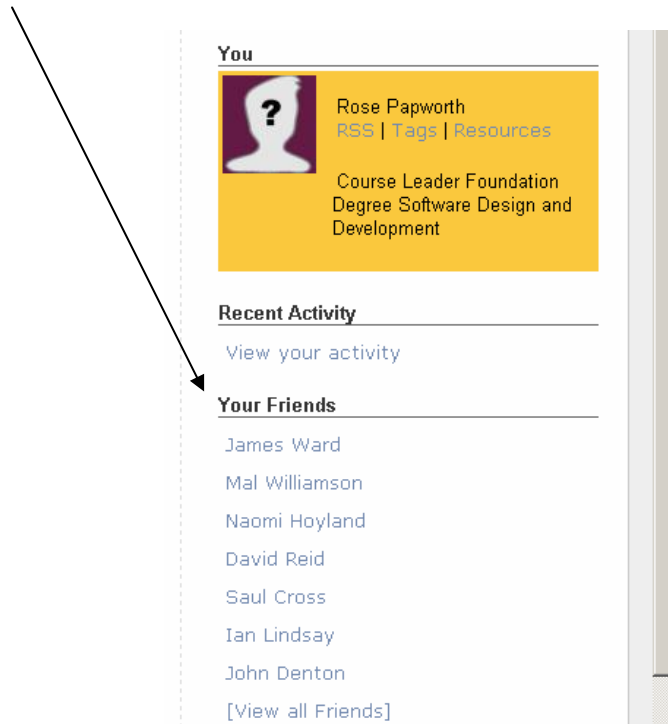 You
?
Rose Papworth
RSS | Tags | Resources
Course Leader Foundation
Degree Software Design and
Development
Recent Activity
View your activity
Your Friends
James Ward
Mal Williamson
Naomi Hoyland
David Reid
Saul Cross
Ian Lindsay
John Denton
[View all Friends]